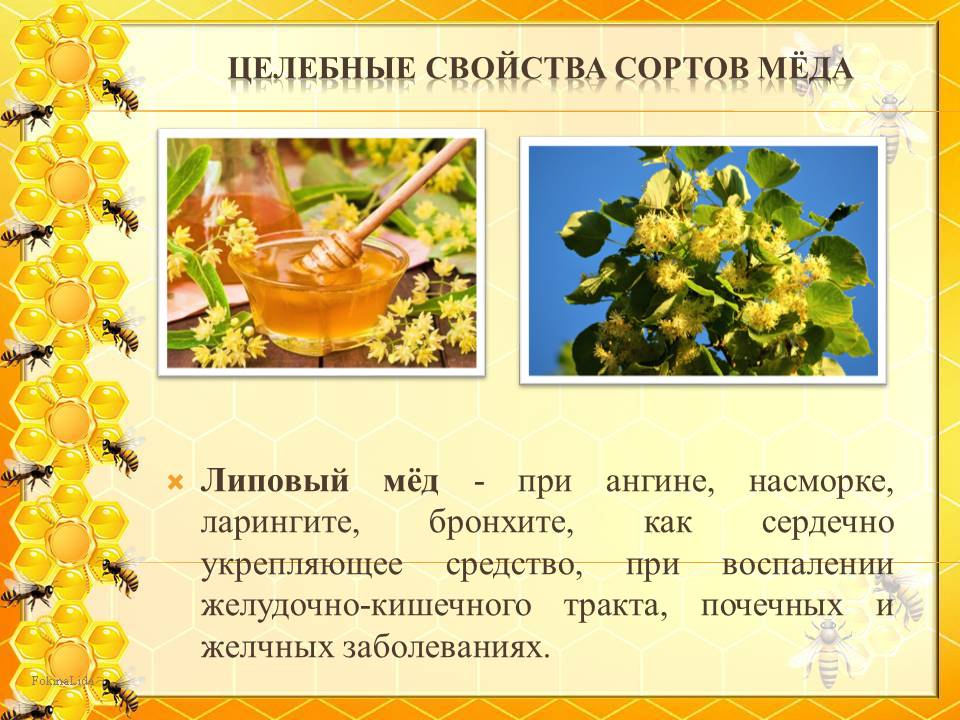 ЦЕЛЕБНЫЕ СВОЙСТВА СОРТОВ МЁДА
Липовый мёд - при ангине, насморке,
ларингите, бронхите, как сердечно
укрепляющее средство, при воспалении
желудочно-кишечного тракта, почечных и
желчных заболеваниях.
FokinaLida